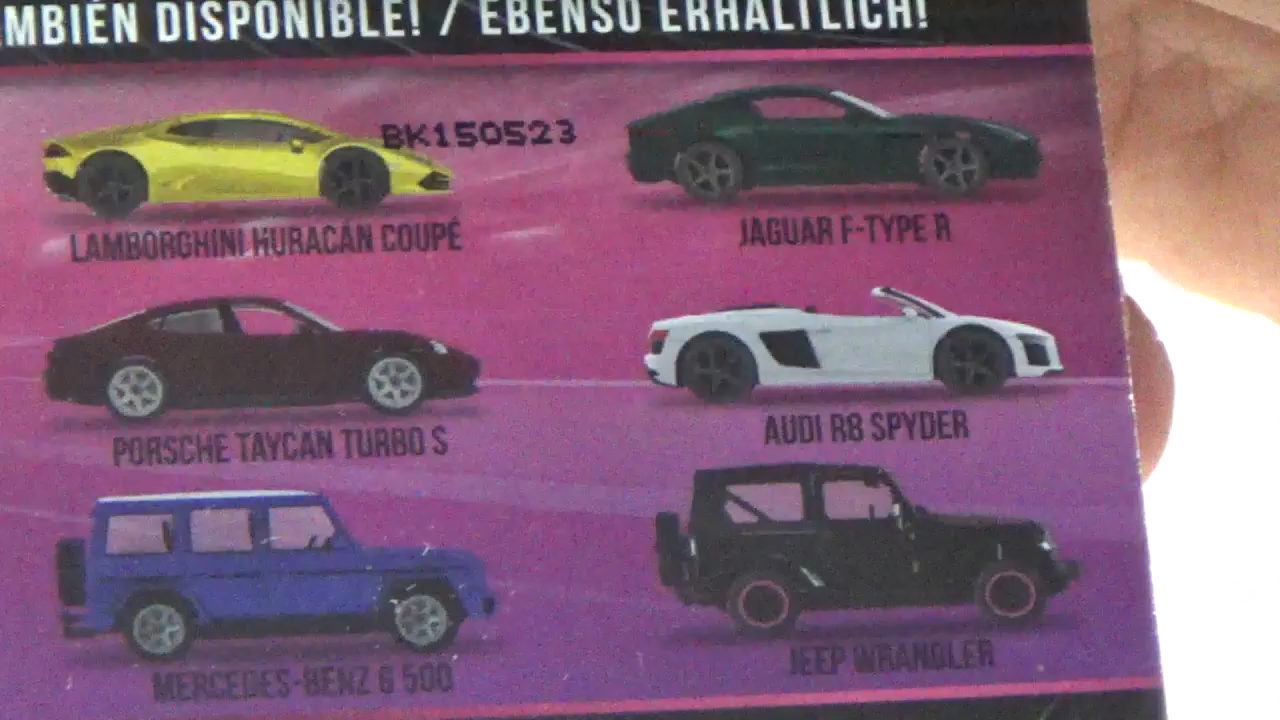 MBIÉN DISPONIBLE! / EBENSO ERHÄLTLICH!
BK150523
LAMBORGHINI HURACÁN COUPÉ
JAGUAR F-TYPE R
PORSCHE TAYCAN TURBO S
AUDI R8 SPYDER
MERCEDES-BENZ G 500
JEEP WRANGLER